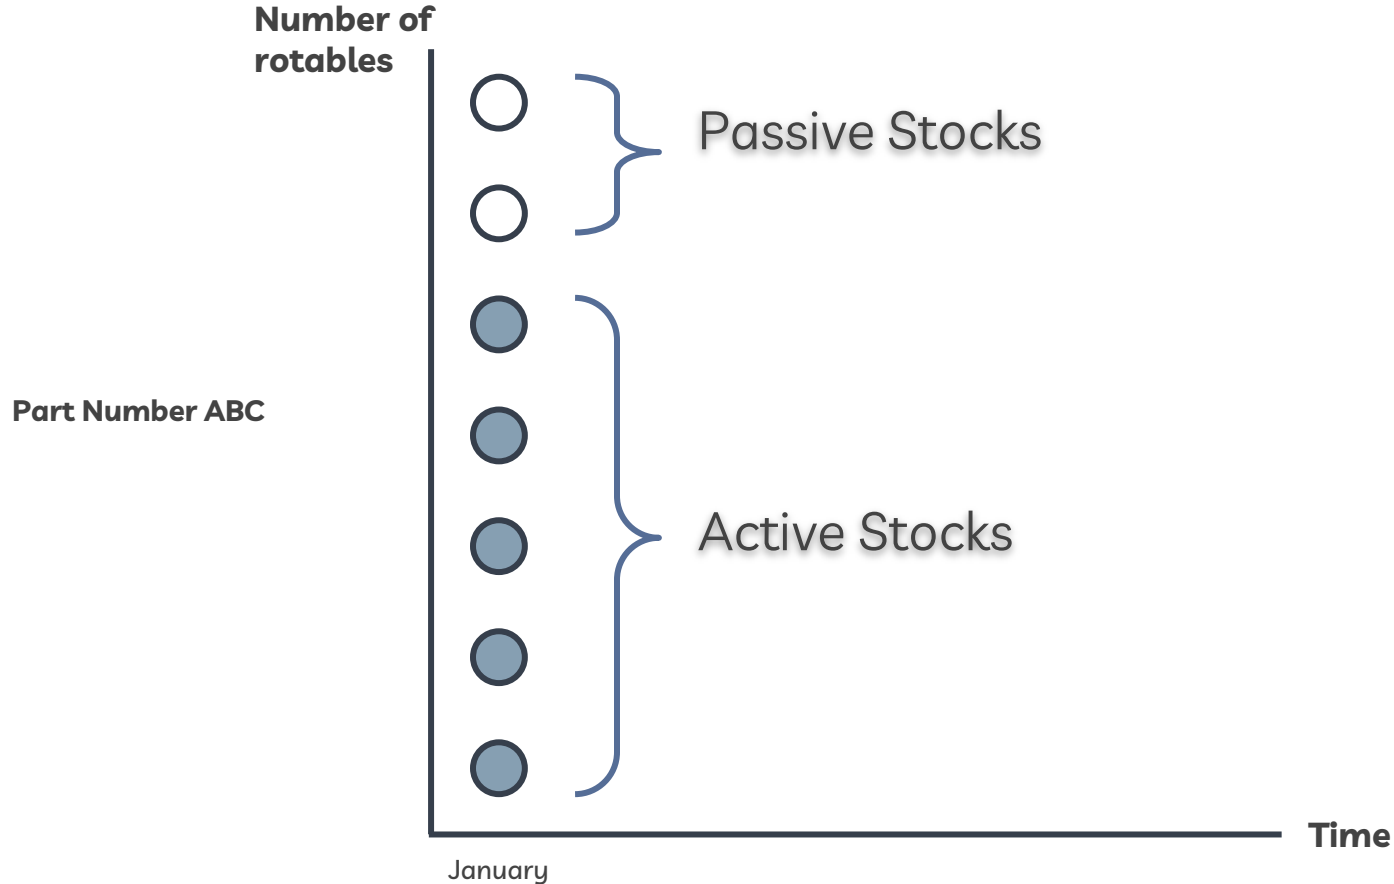 Number of
rotables
Passive Stocks
Part Number ABC
Active Stocks
Time
January